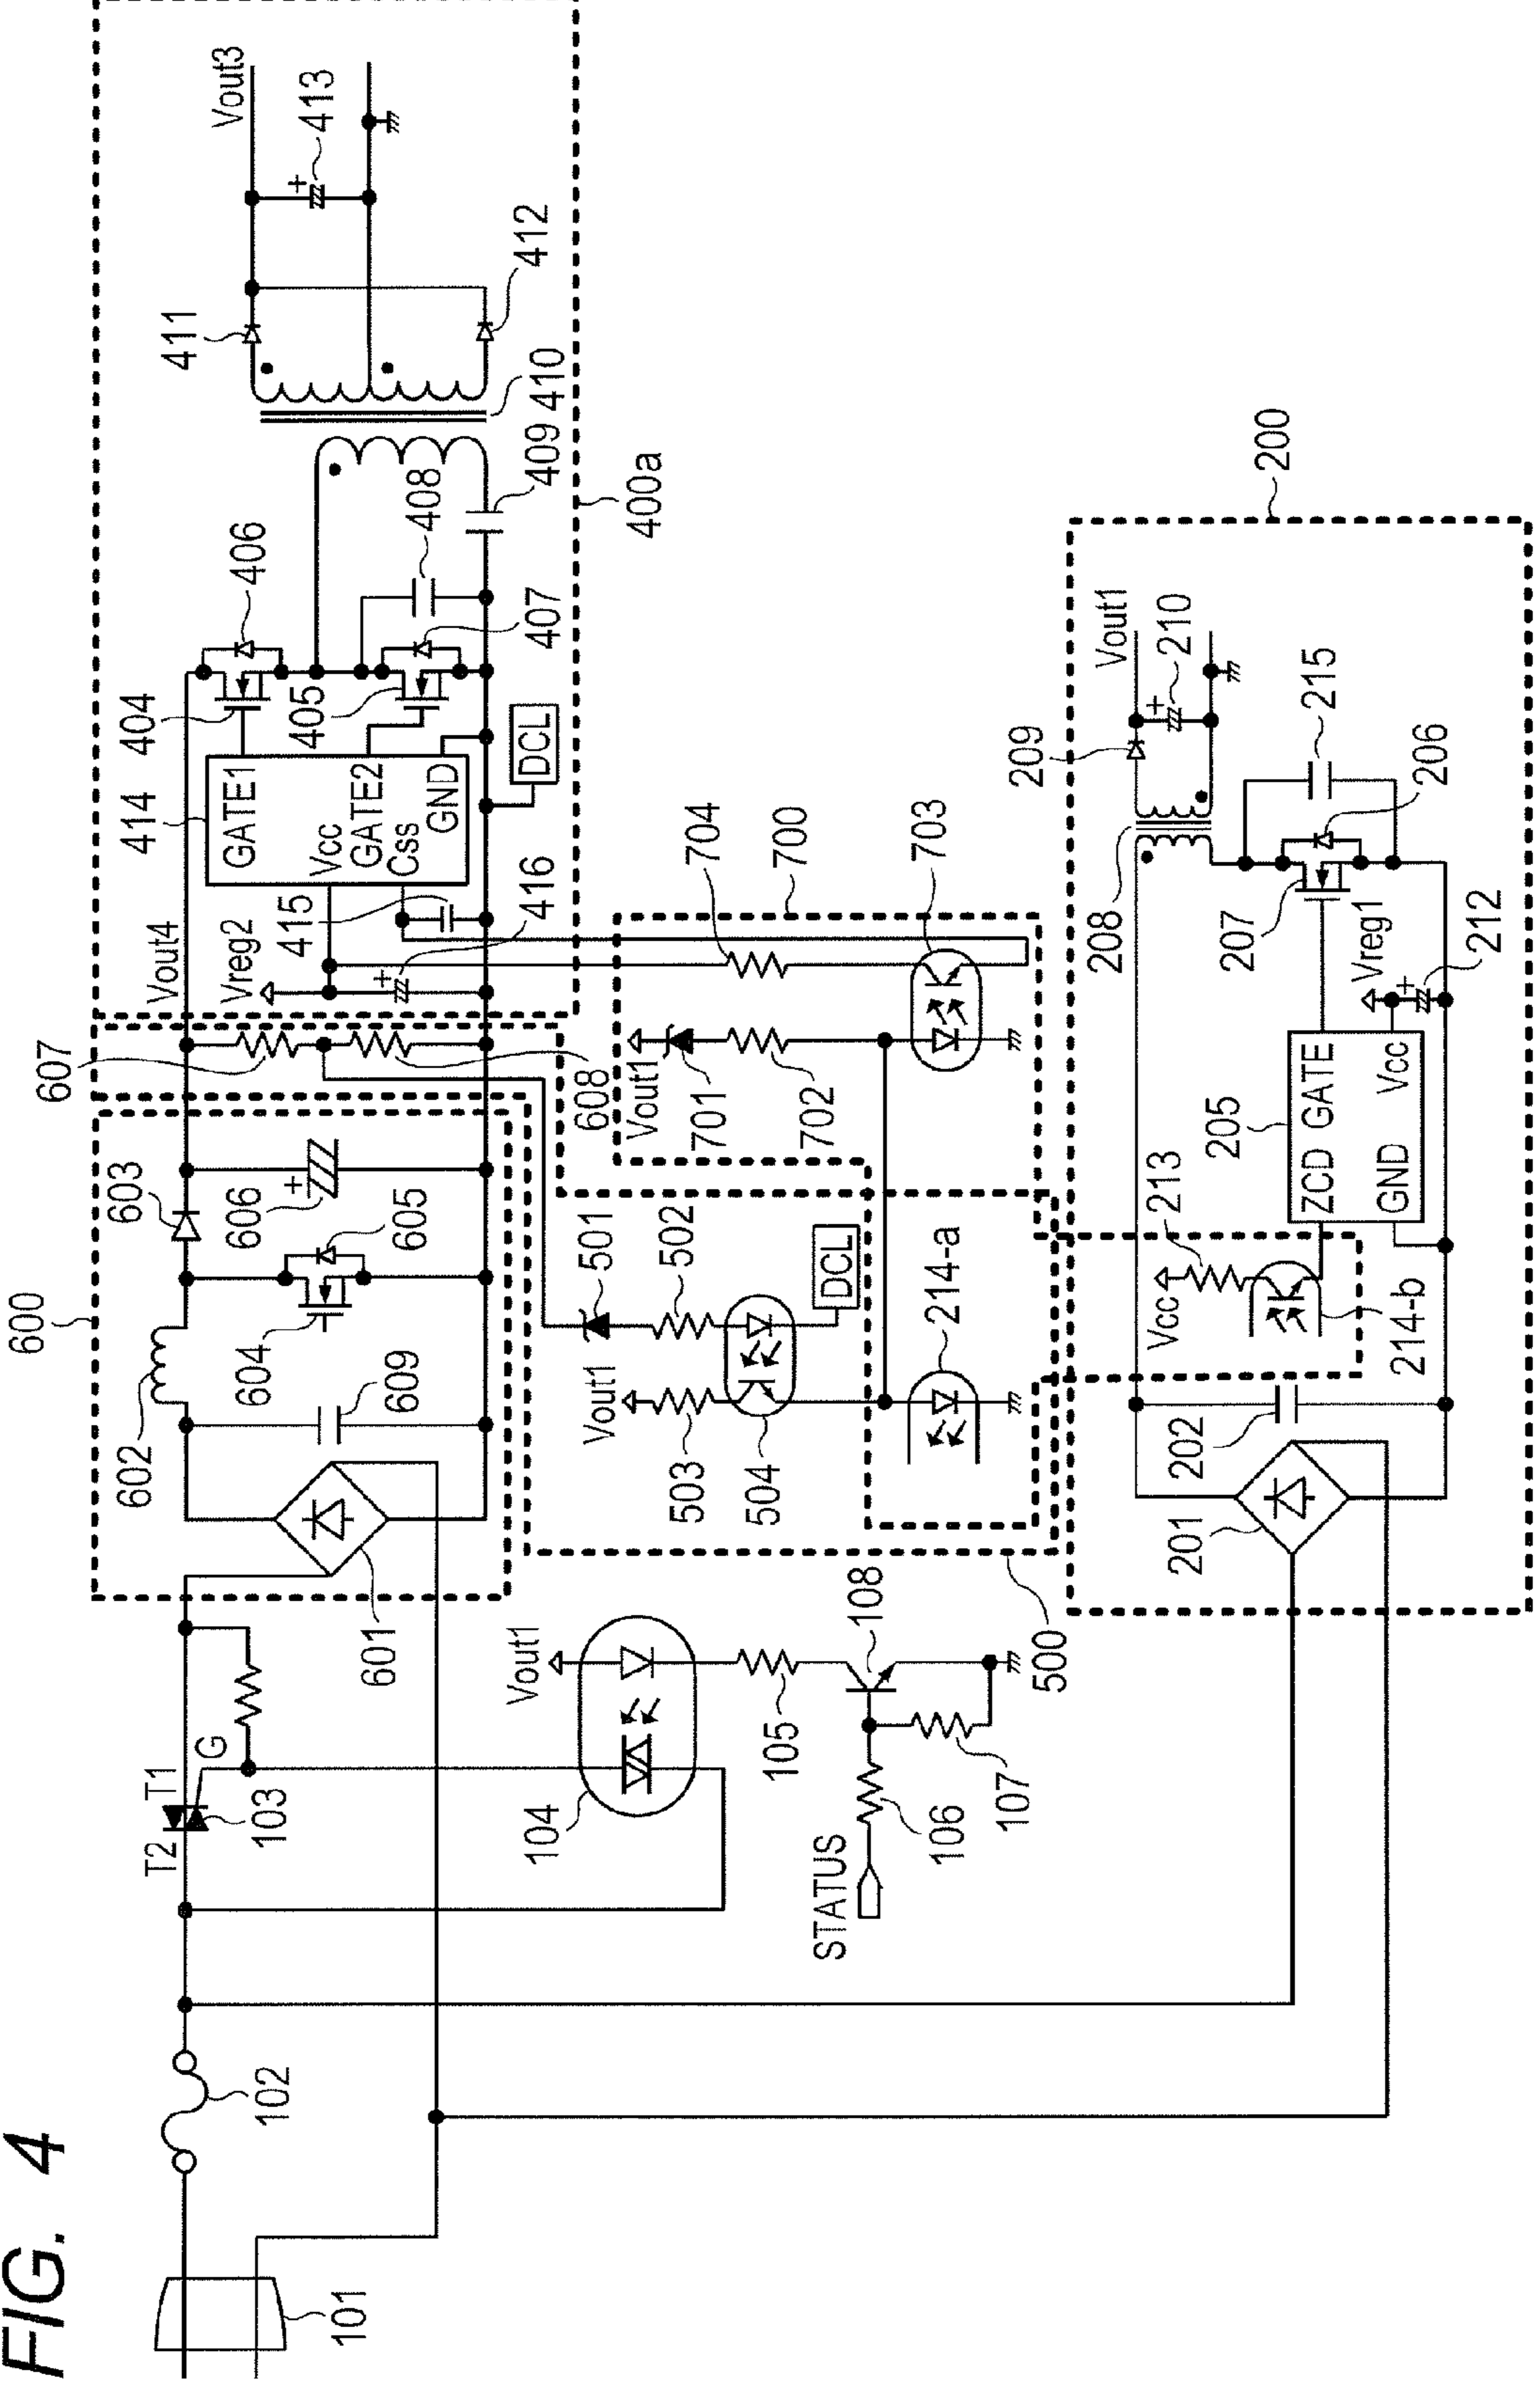 FIG. 4
101
102
T2
T1
G
103
104
Vout1
105
106
107
108
STATUS
600
601
602
603
604
605
606
609
607
608
Vout4
Vreg2
414
GATE1
Vcc
GATE2
Css
GND
415
416
DCL
404
405
406
407
408
409
410
411
412
413
Vout3
400a
500
Vout1
501
502
503
504
DCL
214-a
700
Vout1
701
702
703
704
200
201
202
Vcc
213
214-b
205
ZCD
GATE
GND
Vcc
Vreg1
212
207
206
215
208
209
210
Vout1